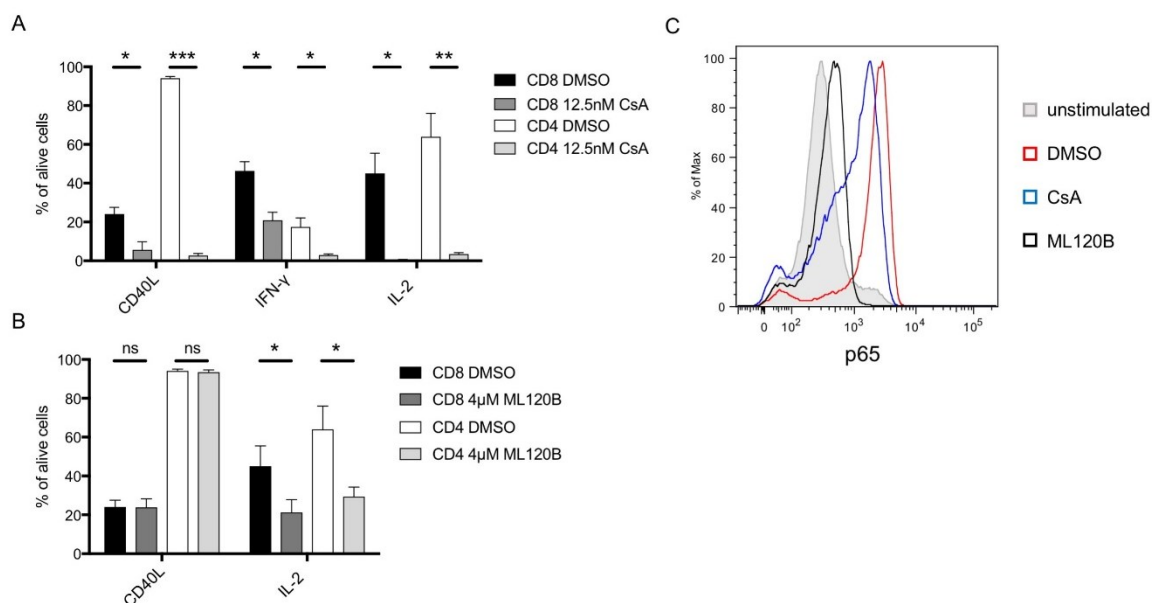 A
* *** * * * **
100
80
60
40
20
0
% of alive cells
CD40L
IFN-γ
IL-2
CD8 DMSO
CD8 12.5nM CsA
CD4 DMSO
CD4 12.5nM CsA
B
ns ns * *
100
80
60
40
20
0
% of alive cells
CD40L
IL-2
CD8 DMSO
CD8 4µM ML120B
CD4 DMSO
CD4 4µM ML120B
C
100
80
60
40
20
0
% of Max
0 10² 10³ 10⁴ 10⁵
p65
unstimulated
DMSO
CsA
ML120B